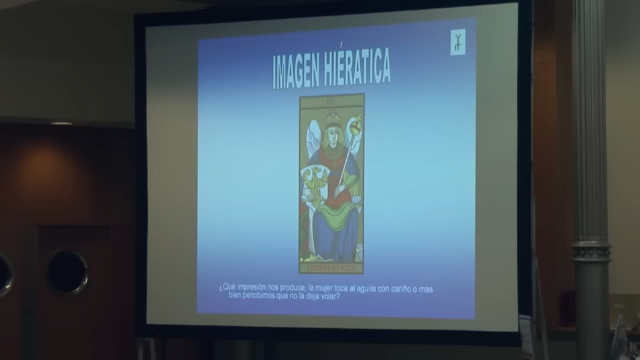 IMAGEN HIÉRATICA
¿Qué impresión nos produce, la mujer toca al aguila con cariño o mas
bien percibimos que no la deja volar?